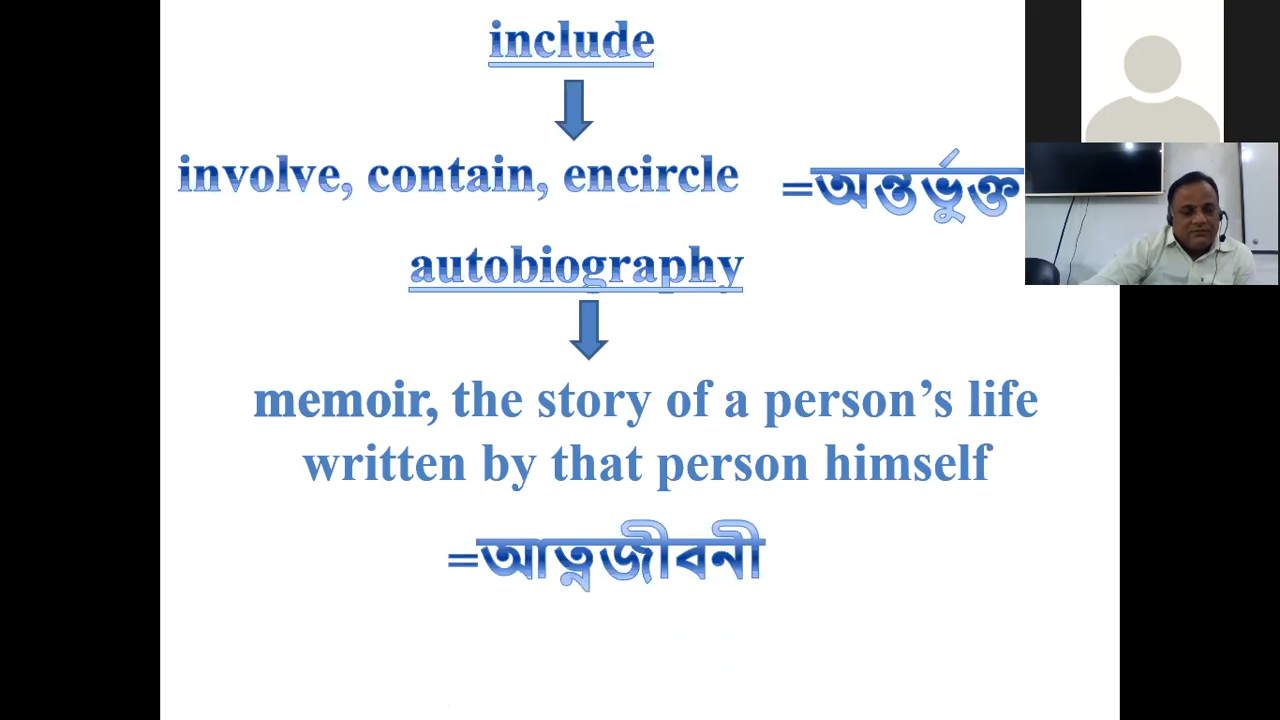 include
involve, contain, encircle =অন্তর্ভুক্ত
autobiography
memoir, the story of a person's life
written by that person himself
=আত্নজীবনী